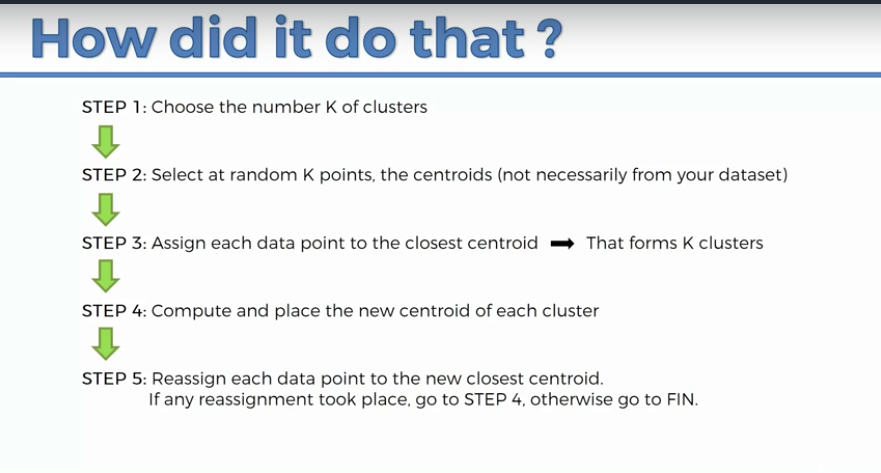 How did it do that ?
STEP 1: Choose the number K of clusters
STEP 2: Select at random K points, the centroids (not necessarily from your dataset)
STEP 3: Assign each data point to the closest centroid ➡ That forms K clusters
STEP 4: Compute and place the new centroid of each cluster
STEP 5: Reassign each data point to the new closest centroid.
If any reassignment took place, go to STEP 4, otherwise go to FIN.